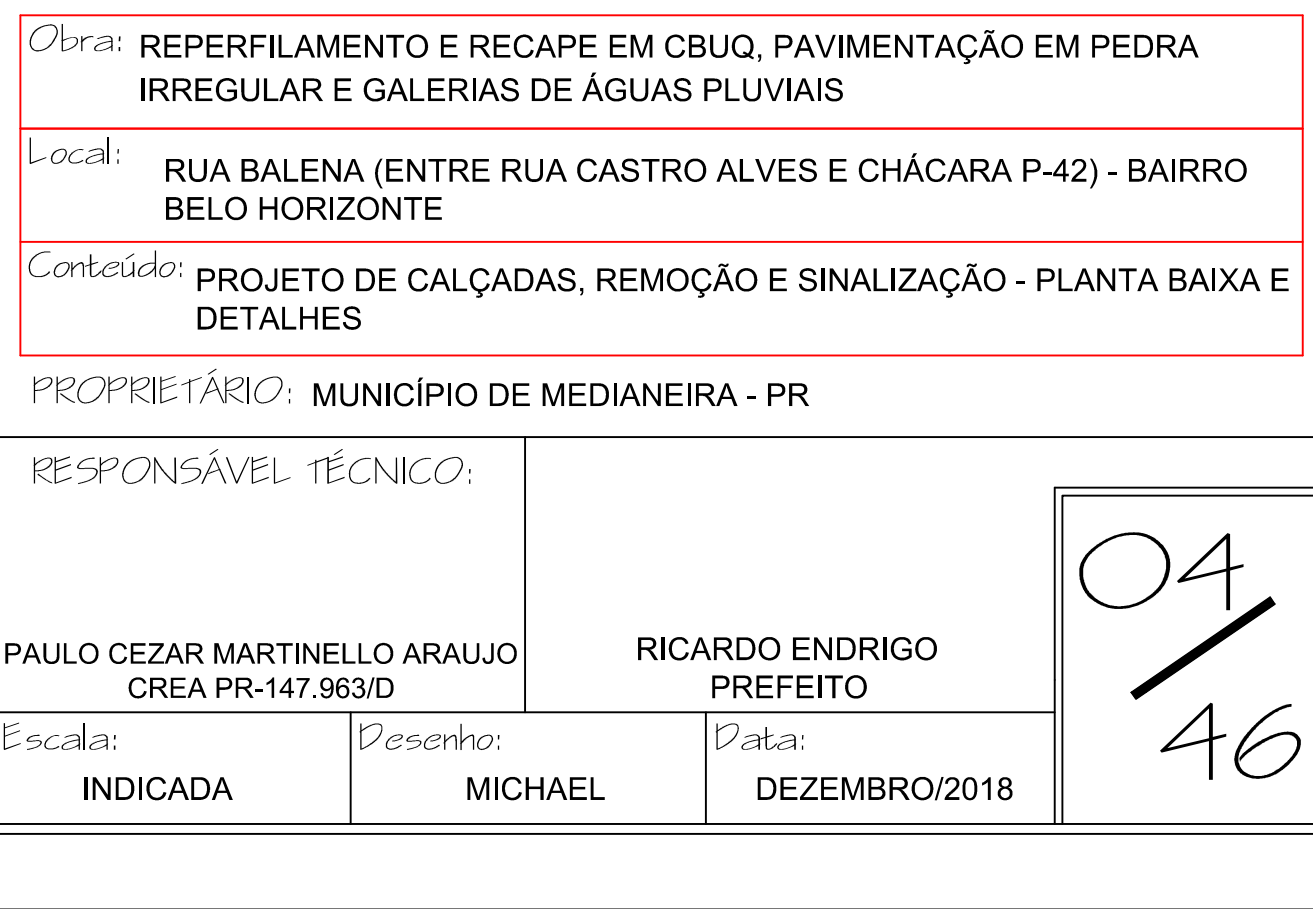 Obra: REPERFILAMENTO E RECAPE EM CBUQ, PAVIMENTAÇÃO EM PEDRA
IRREGULAR E GALERIAS DE ÁGUAS PLUVIAIS
Local: RUA BALENA (ENTRE RUA CASTRO ALVES E CHÁCARA P-42) - BAIRRO
BELO HORIZONTE
Conteúdo: PROJETO DE CALÇADAS, REMOÇÃO E SINALIZAÇÃO - PLANTA BAIXA E
DETALHES
PROPRIETÁRIO: MUNICÍPIO DE MEDIANEIRA - PR
RESPONSÁVEL TÉCNICO:
PAULO CEZAR MARTINELLO ARAUJO
CREA PR-147.963/D
RICARDO ENDRIGO
PREFEITO
Escala:
INDICADA
Desenho:
MICHAEL
Data:
DEZEMBRO/2018
04/
46